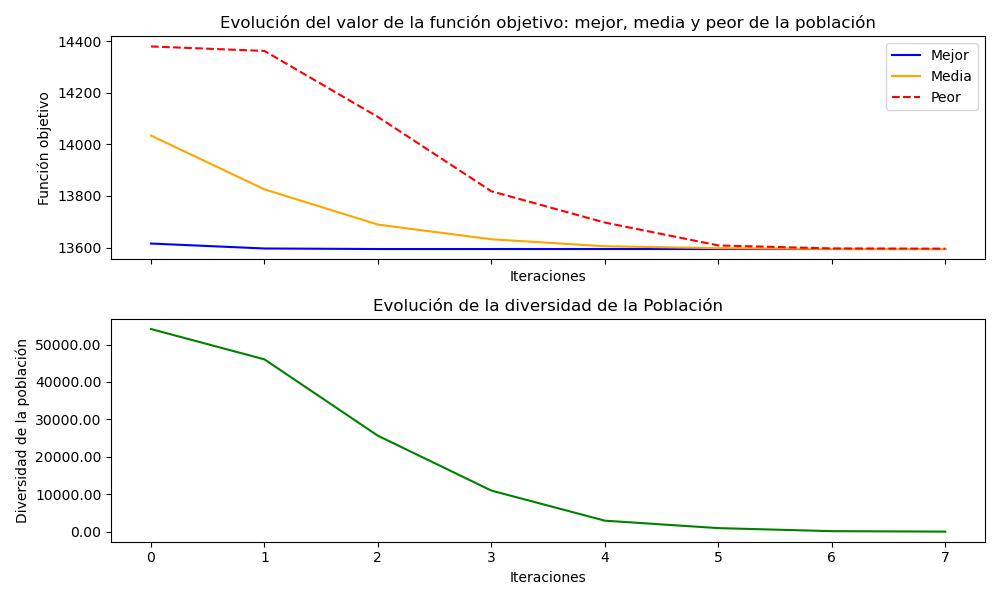 Evolución del valor de la función objetivo: mejor, media y peor de la población
14400
14200
14000
13800
13600
Función objetivo
Mejor
Media
Peor
Iteraciones
Evolución de la diversidad de la Población
50000.00
40000.00
30000.00
20000.00
10000.00
0.00
Diversidad de la población
0 1 2 3 4 5 6 7
Iteraciones